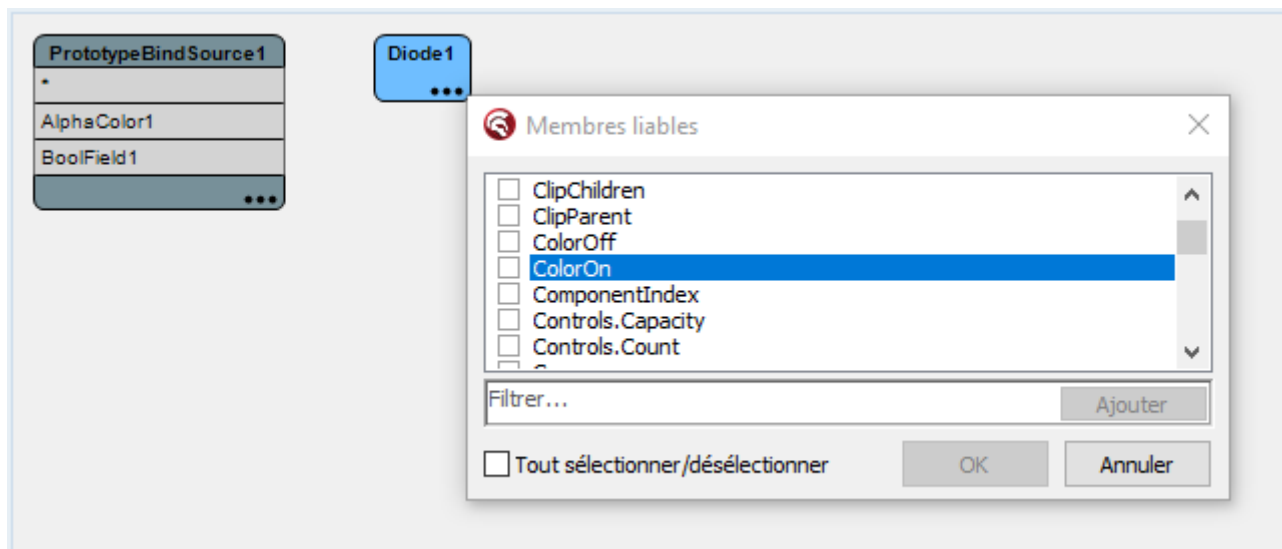 PrototypeBindSource1
*
AlphaColor1
BoolField1
Diode1
Membres liables
ClipChildren
ClipParent
ColorOff
ColorOn
ComponentIndex
Controls.Capacity
Controls.Count
Filtrer...
Ajouter
Tout sélectionner/désélectionner
OK
Annuler